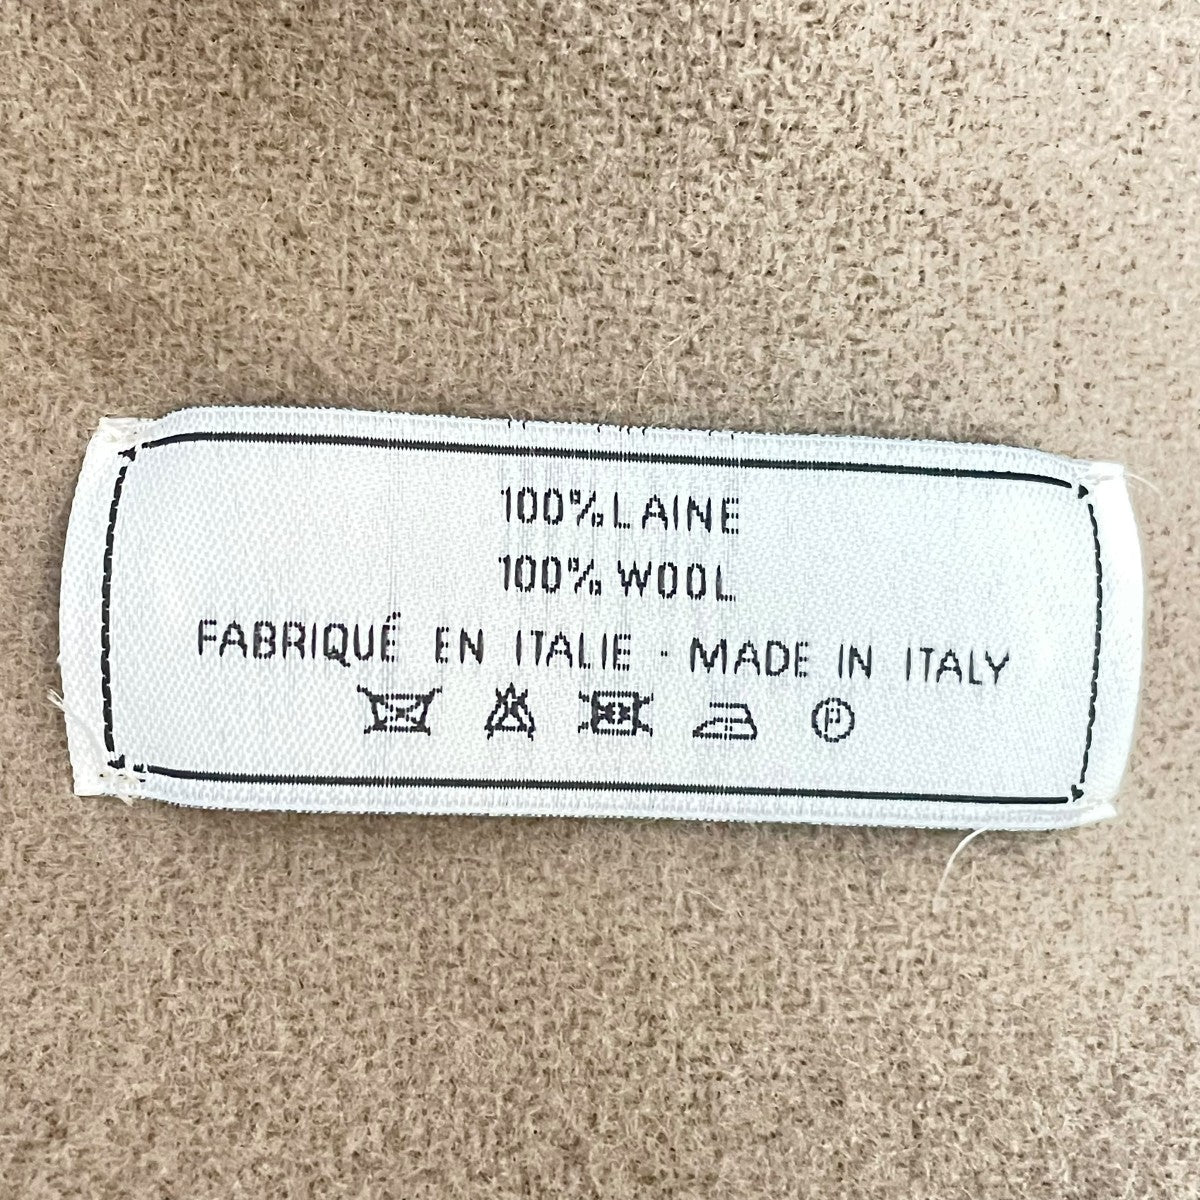 100% LAINE
100% WOOL
FABRIQUÉ EN ITALIE · MADE IN ITALY
P